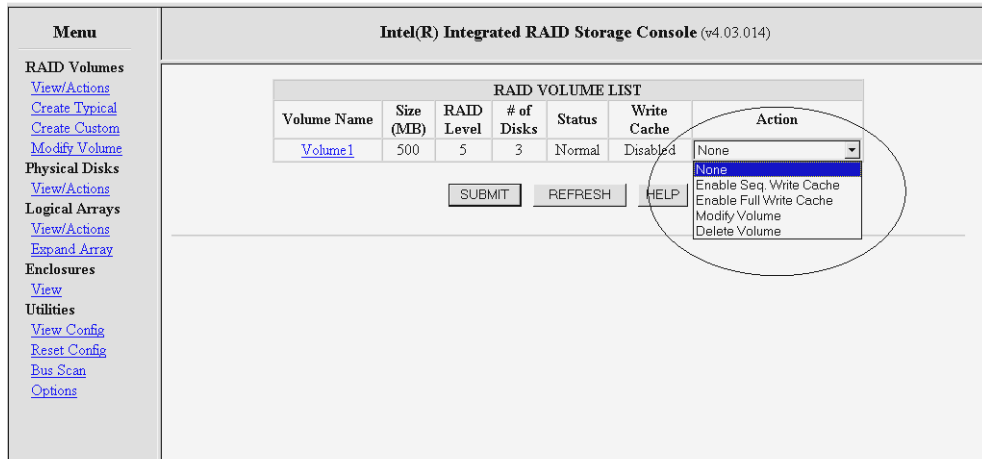 Menu
Intel(R) Integrated RAID Storage Console (v4.03.014)
RAID Volumes
View/Actions
Create Typical
Create Custom
Modify Volume
Physical Disks
View/Actions
Logical Arrays
View/Actions
Expand Array
Enclosures
View
Utilities
View Config
Reset Config
Bus Scan
Options
RAID VOLUME LIST
Volume Name Size (MB) RAID Level # of Disks Status Write Cache Action
Volume1 500 5 3 Normal Disabled None
None
Enable Seq. Write Cache
Enable Full Write Cache
Modify Volume
Delete Volume
SUBMIT REFRESH HELP